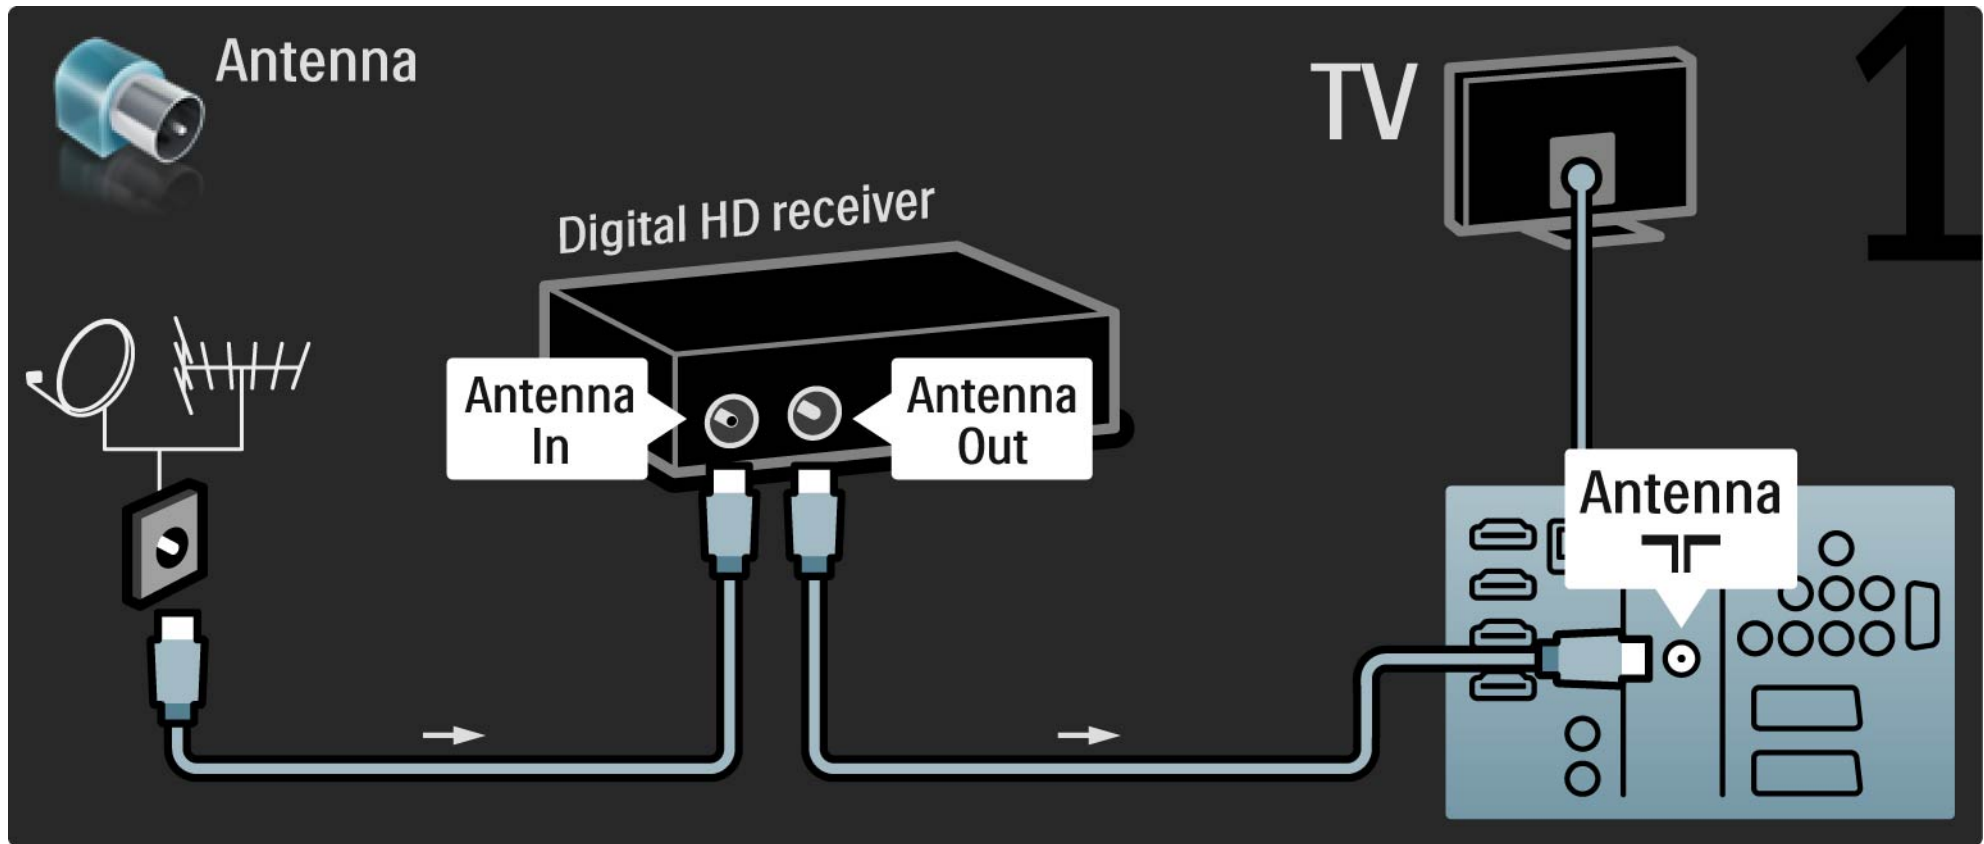 Antenna
TV
1
Digital HD receiver
Antenna
In
Antenna
Out
Antenna